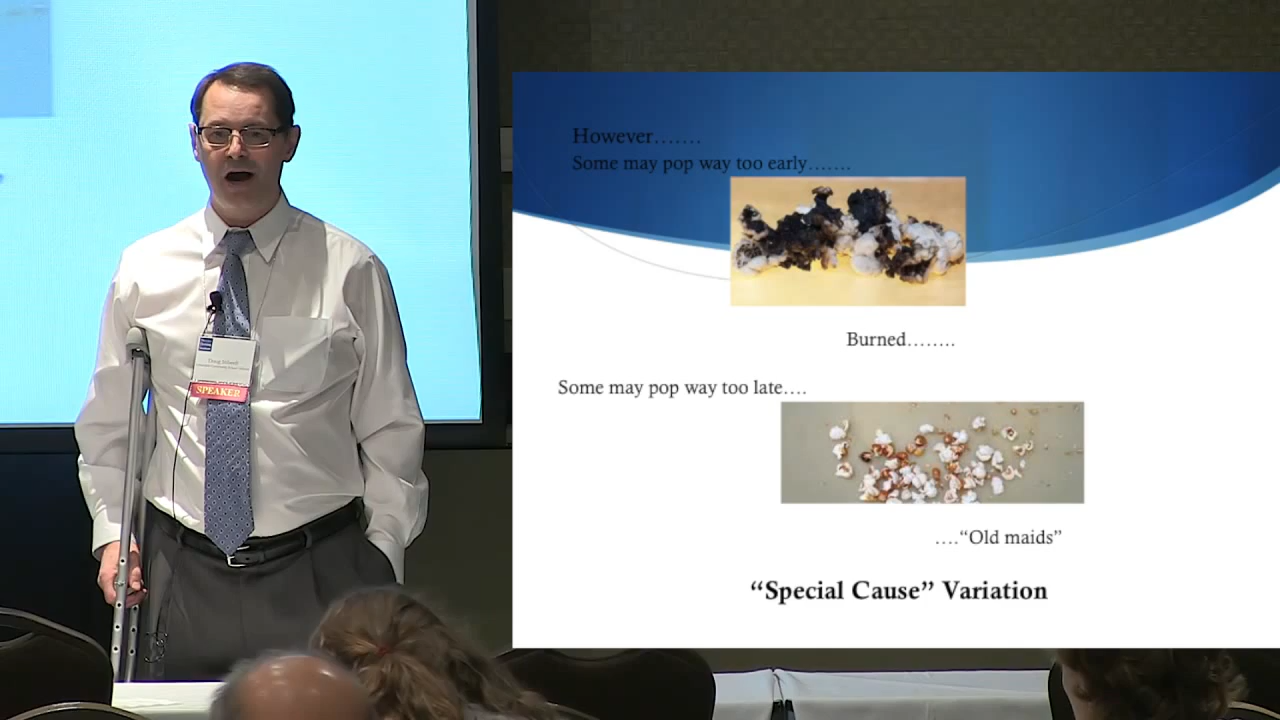 However…….
Some may pop way too early…….
Burned……..
Some may pop way too late….
….“Old maids”
“Special Cause” Variation
Doug
SPEAKER